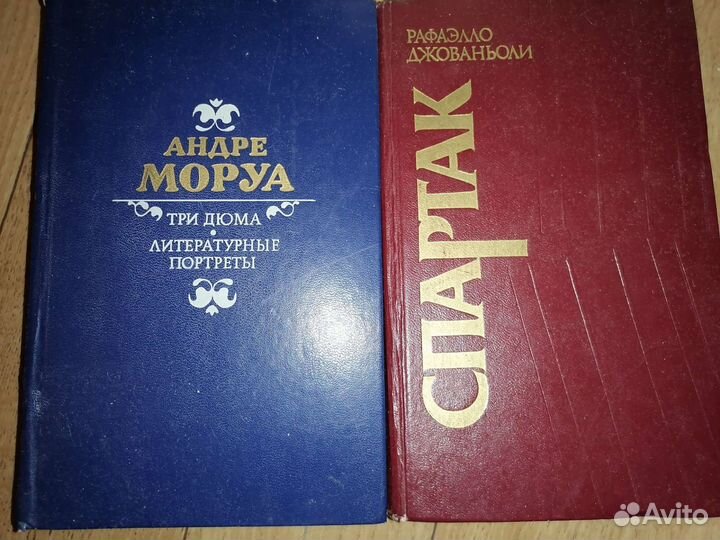 АНДРЕ
МОРУА
ТРИ ДЮМА
•
ЛИТЕРАТУРНЫЕ
ПОРТРЕТЫ
РАФАЭЛЛО
ДЖОВАНЬОЛИ
СПАРТАК
Avito